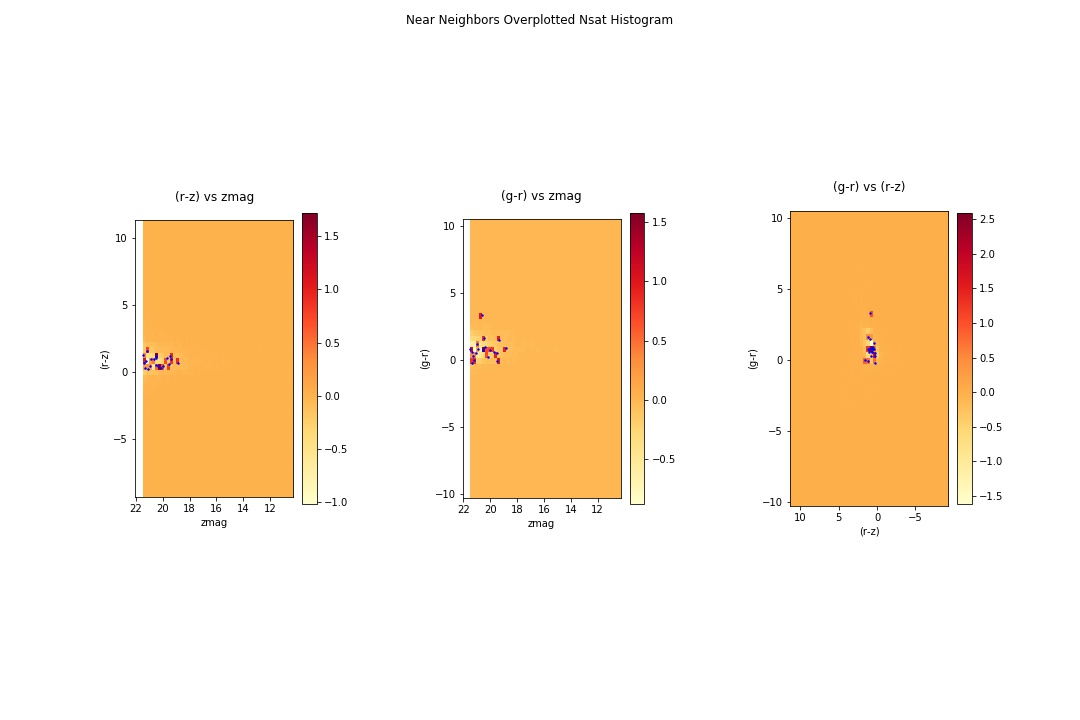 Near Neighbors Overplotted Nsat Histogram
(r-z) vs zmag
10
5
0
−5
(r-z)
22 20 18 16 14 12
zmag
1.5
1.0
0.5
0.0
−0.5
−1.0
(g-r) vs zmag
10
5
0
−5
−10
(g-r)
22 20 18 16 14 12
zmag
1.5
1.0
0.5
0.0
−0.5
(g-r) vs (r-z)
10
5
0
−5
−10
(g-r)
10 5 0 −5
(r-z)
2.5
2.0
1.5
1.0
0.5
0.0
−0.5
−1.0
−1.5